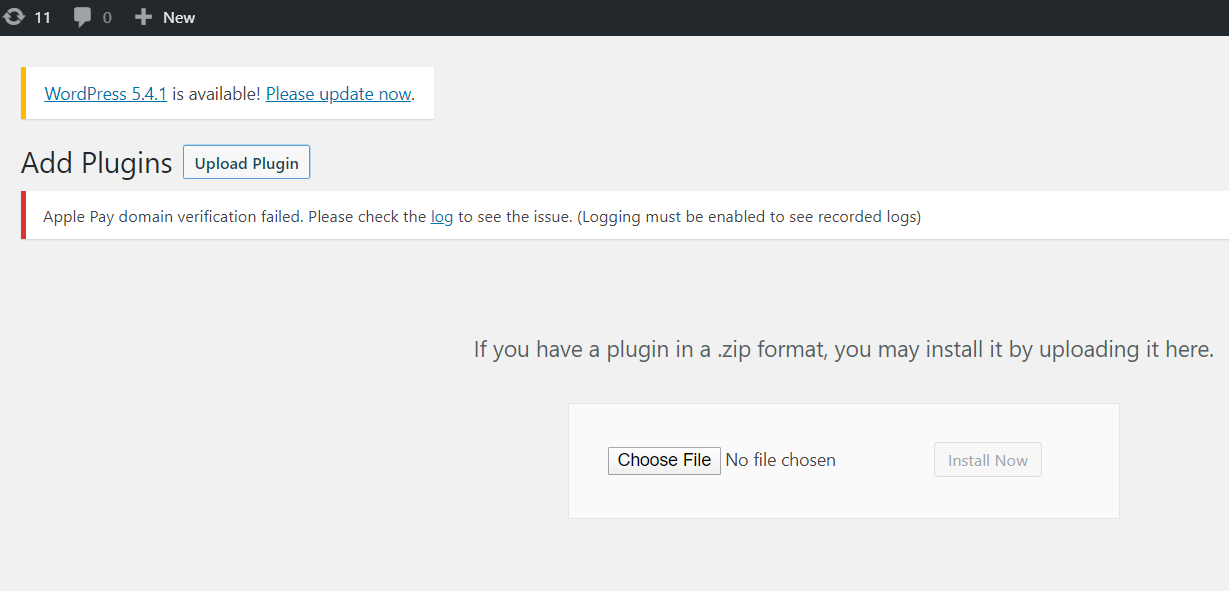 11 0 New
WordPress 5.4.1 is available! Please update now.
Add Plugins Upload Plugin
Apple Pay domain verification failed. Please check the log to see the issue. (Logging must be enabled to see recorded logs)
If you have a plugin in a .zip format, you may install it by uploading it here.
Choose File No file chosen Install Now